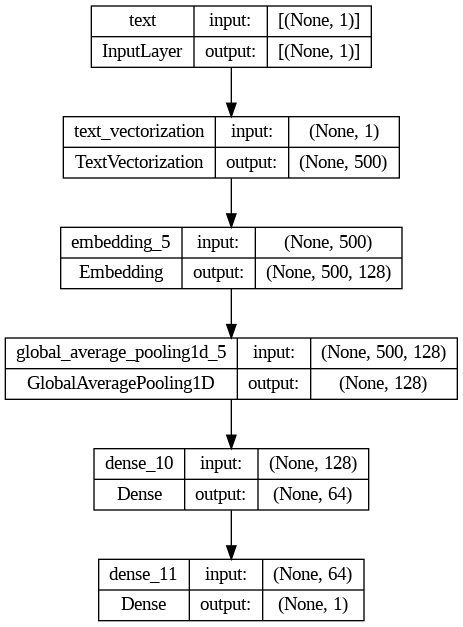 text input: [(None, 1)]
InputLayer output: [(None, 1)]
text_vectorization input: (None, 1)
TextVectorization output: (None, 500)
embedding_5 input: (None, 500)
Embedding output: (None, 500, 128)
global_average_pooling1d_5 input: (None, 500, 128)
GlobalAveragePooling1D output: (None, 128)
dense_10 input: (None, 128)
Dense output: (None, 64)
dense_11 input: (None, 64)
Dense output: (None, 1)